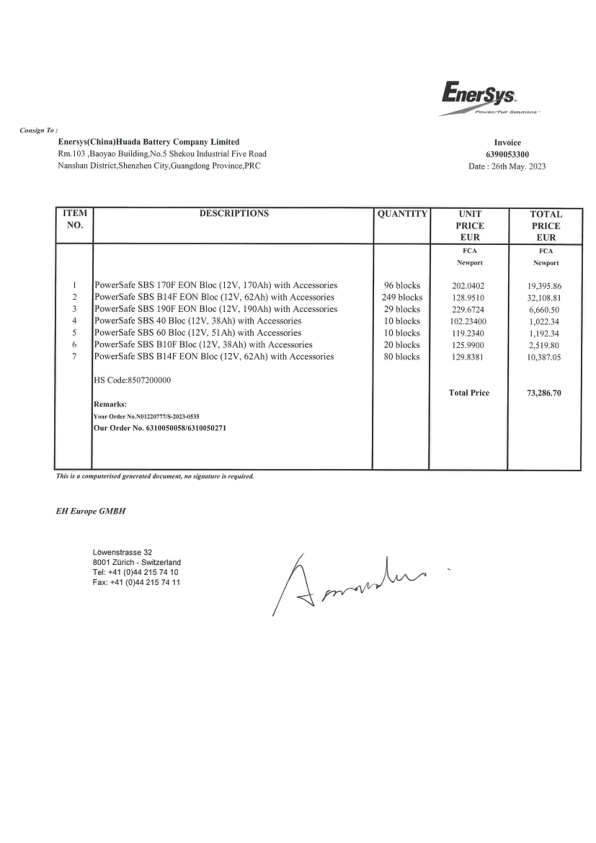 EnerSys
Power/Full Solutions
Consign To :
Enersys(China)Huada Battery Company Limited
Rm.103 ,Baoyao Building,No.5 Shekou Industrial Five Road
Nanshan District,Shenzhen City,Guangdong Province,PRC
Invoice
6390053300
Date : 26th May. 2023
ITEM NO. DESCRIPTIONS QUANTITY UNIT PRICE EUR TOTAL PRICE EUR
FCA FCA
Newport Newport
1 PowerSafe SBS 170F EON Bloc (12V, 170Ah) with Accessories 96 blocks 202.0402 19,395.86
2 PowerSafe SBS B14F EON Bloc (12V, 62Ah) with Accessories 249 blocks 128.9510 32,108.81
3 PowerSafe SBS 190F EON Bloc (12V, 190Ah) with Accessories 29 blocks 229.6724 6,660.50
4 PowerSafe SBS 40 Bloc (12V, 38Ah) with Accessories 10 blocks 102.23400 1,022.34
5 PowerSafe SBS 60 Bloc (12V, 51Ah) with Accessories 10 blocks 119.2340 1,192.34
6 PowerSafe SBS B10F Bloc (12V, 38Ah) with Accessories 20 blocks 125.9900 2,519.80
7 PowerSafe SBS B14F EON Bloc (12V, 62Ah) with Accessories 80 blocks 129.8381 10,387.05
HS Code:8507200000
Total Price 73,286.70
Remarks:
Your Order No.N01220777/S-2023-0535
Our Order No. 6310050058/6310050271
This is a computerised generated document, no signature is required.
EH Europe GMBH
Löwenstrasse 32
8001 Zürich - Switzerland
Tel: +41 (0)44 215 74 10
Fax: +41 (0)44 215 74 11